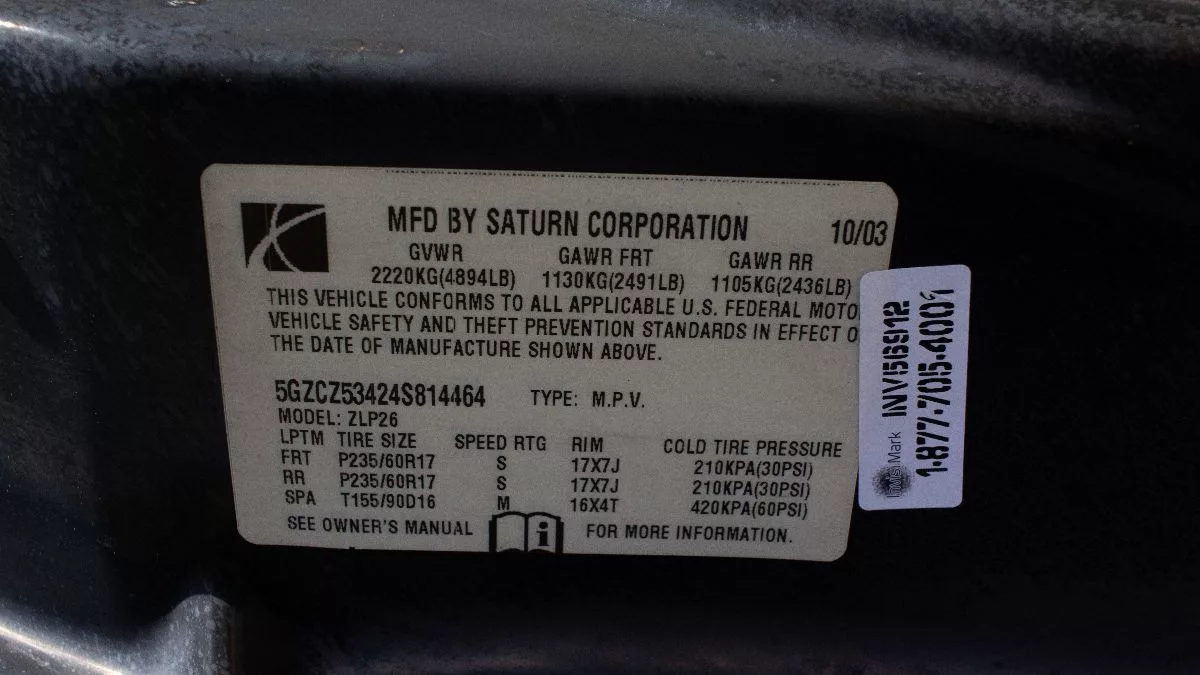 MFD BY SATURN CORPORATION 10/03
GVWR GAWR FRT GAWR RR
2220KG(4894LB) 1130KG(2491LB) 1105KG(2436LB)
THIS VEHICLE CONFORMS TO ALL APPLICABLE U.S. FEDERAL MOTO
VEHICLE SAFETY AND THEFT PREVENTION STANDARDS IN EFFECT O
THE DATE OF MANUFACTURE SHOWN ABOVE.
5GZCZ53424S814464 TYPE: M.P.V.
MODEL: ZLP26
LPTM TIRE SIZE SPEED RTG RIM COLD TIRE PRESSURE
FRT P235/60R17 S 17X7J 210KPA(30PSI)
RR P235/60R17 S 17X7J 210KPA(30PSI)
SPA T155/90D16 M 16X4T 420KPA(60PSI)
SEE OWNER'S MANUAL i FOR MORE INFORMATION.
Mark INV56912
1-877-705-4001